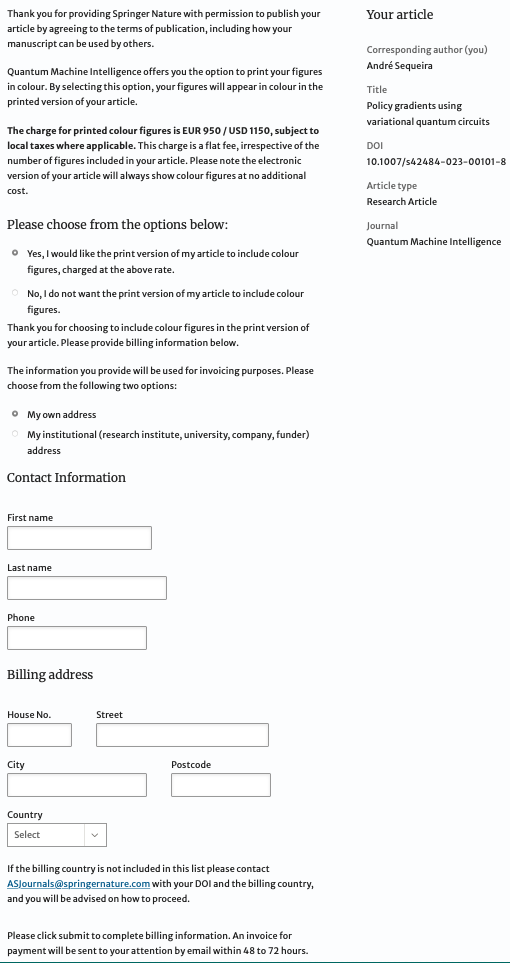 Thank you for providing Springer Nature with permission to publish your
article by agreeing to the terms of publication, including how your
manuscript can be used by others.
Quantum Machine Intelligence offers you the option to print your figures
in colour. By selecting this option, your figures will appear in colour in the
printed version of your article.
The charge for printed colour figures is EUR 950 / USD 1150, subject to
local taxes where applicable. This charge is a flat fee, irrespective of the
number of figures included in your article. Please note the electronic
version of your article will always show colour figures at no additional
cost.
Please choose from the options below:
Yes, I would like the print version of my article to include colour
figures, charged at the above rate.
No, I do not want the print version of my article to include colour
figures.
Thank you for choosing to include colour figures in the print version of
your article. Please provide billing information below.
The information you provide will be used for invoicing purposes. Please
choose from the following two options:
My own address
My institutional (research institute, university, company, funder)
address
Contact Information
First name
Last name
Phone
Billing address
House No. Street
City Postcode
Country
Select
If the billing country is not included in this list please contact
ASJournals@springernature.com with your DOI and the billing country,
and you will be advised on how to proceed.
Please click submit to complete billing information. An invoice for
payment will be sent to your attention by email within 48 to 72 hours.
Your article
Corresponding author (you)
André Sequeira
Title
Policy gradients using
variational quantum circuits
DOI
10.1007/s42484-023-00101-8
Article type
Research Article
Journal
Quantum Machine Intelligence